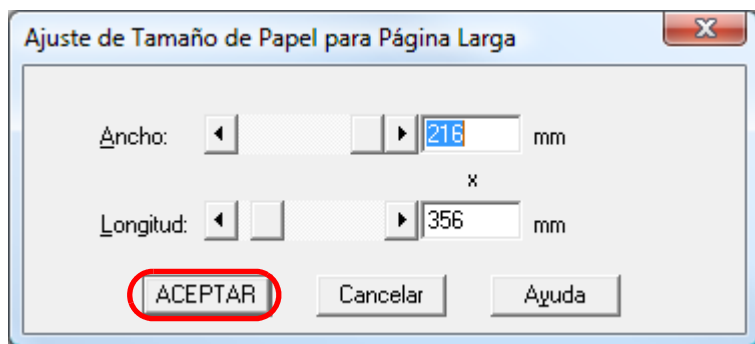 Ajuste de Tamaño de Papel para Página Larga
Ancho: 216 mm
x
Longitud: 356 mm
ACEPTAR Cancelar Ayuda